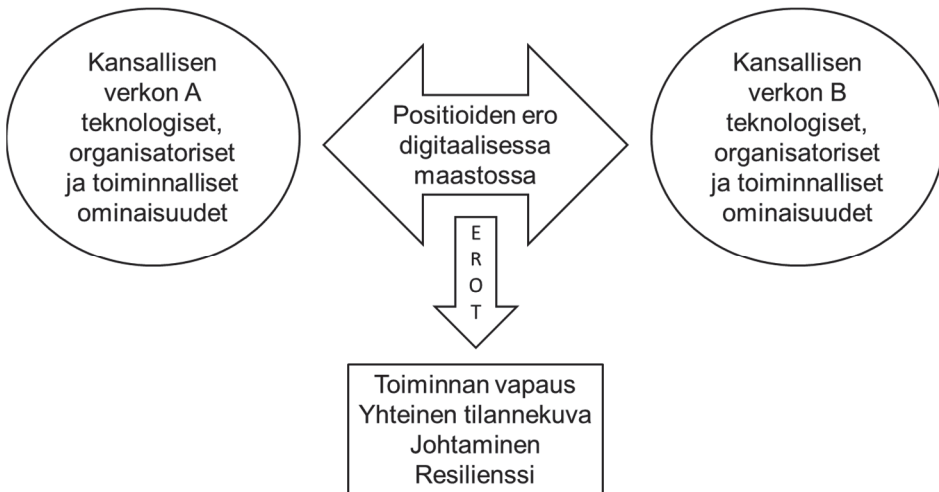 Kansallisen
verkon A
teknologiset,
organisatoriset
ja toiminnalliset
ominaisuudet
Positioiden ero
digitaalisessa
maastossa
Kansallisen
verkon B
teknologiset,
organisatoriset
ja toiminnalliset
ominaisuudet
E
R
O
T
Toiminnan vapaus
Yhteinen tilannekuva
Johtaminen
Resilienssi